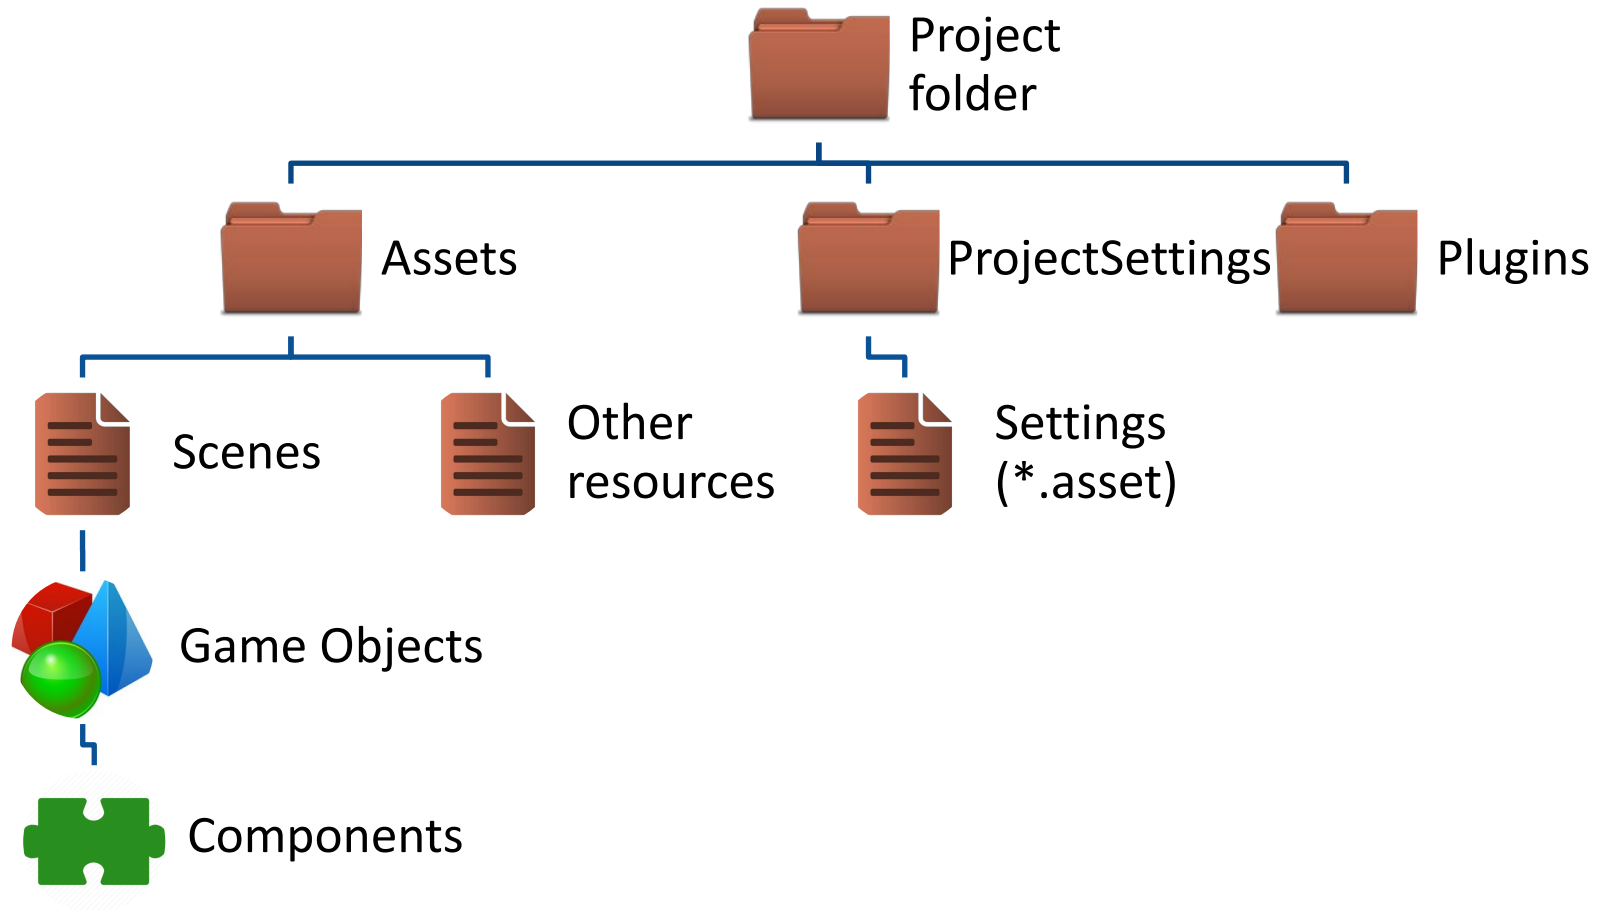 Project
folder
Assets
ProjectSettings
Plugins
Scenes
Other
resources
Settings
(*.asset)
Game Objects
Components